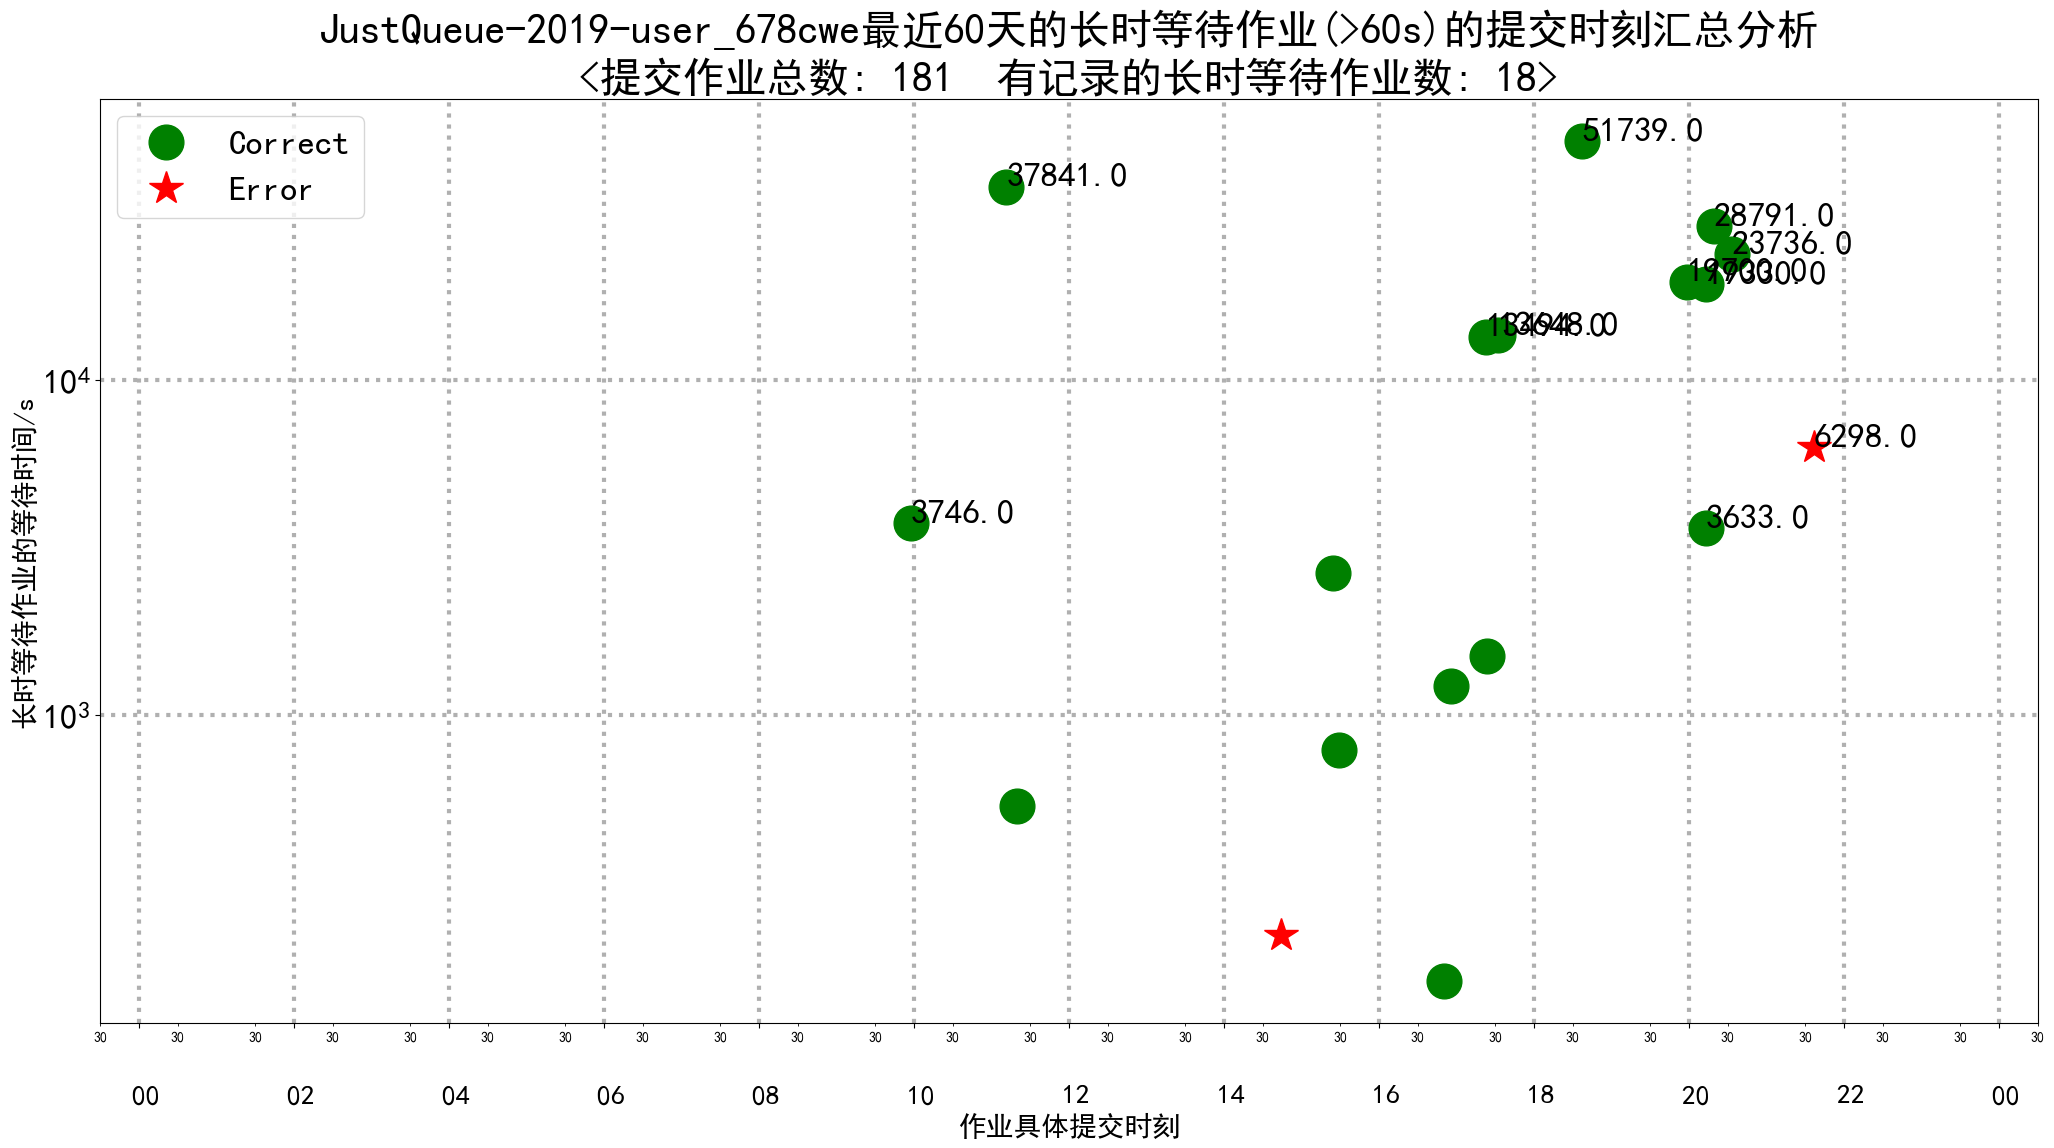 JustQueue-2019-user_678cwe最近60天的长时等待作业(>60s)的提交时刻汇总分析
<提交作业总数: 181  有记录的长时等待作业数: 18>
Correct
Error
51739.0
37841.0
28791.0
23736.0
19330.0
13648.0
6298.0
3746.0
3633.0
10⁴
10³
长时等待作业的等待时间/s
30 30 30 30 30 30 30 30 30 30 30 30 30 30 30 30 30 30 30 30 30 30 30 30 30 30
00 02 04 06 08 10 12 14 16 18 20 22 00
作业具体提交时刻